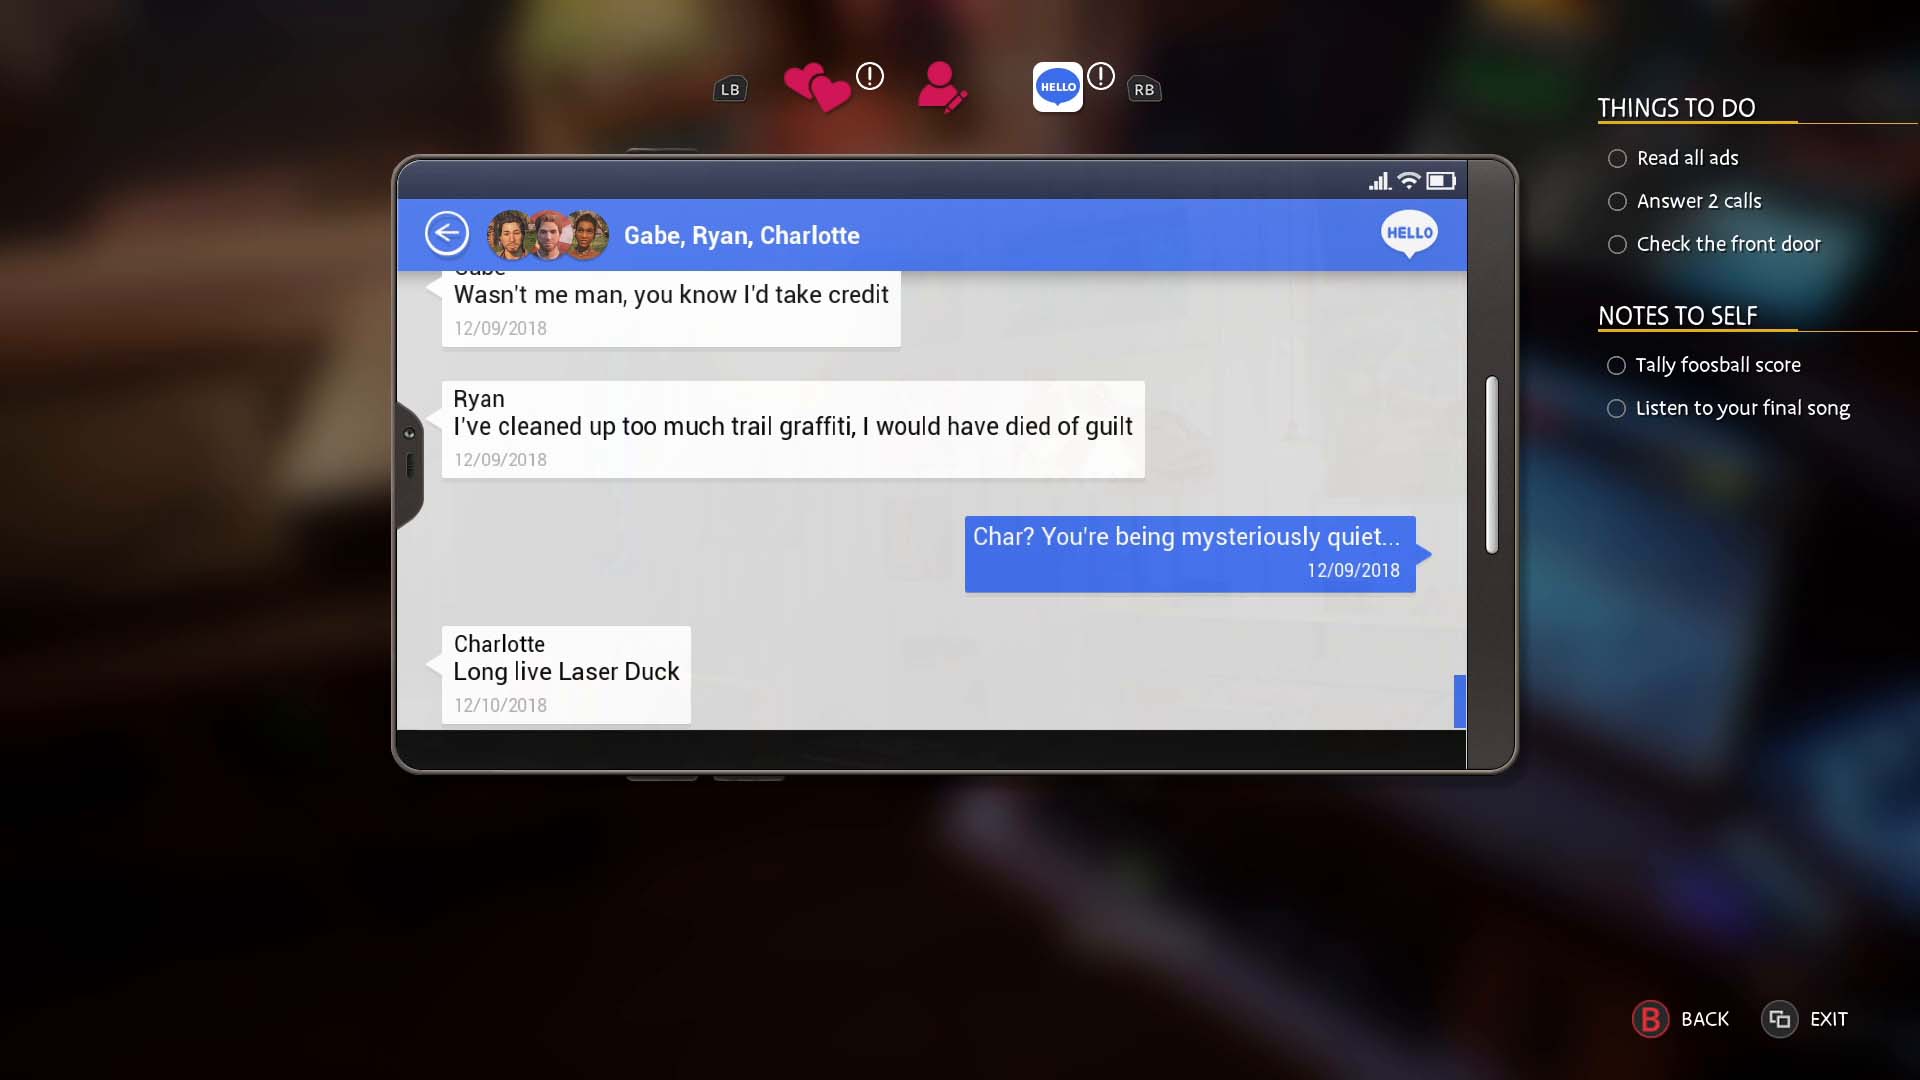 LB
!
HELLO
!
RB
THINGS TO DO
Read all ads
Answer 2 calls
Check the front door
NOTES TO SELF
Tally foosball score
Listen to your final song
Gabe, Ryan, Charlotte
HELLO
Gabe
Wasn't me man, you know I'd take credit
12/09/2018
Ryan
I've cleaned up too much trail graffiti, I would have died of guilt
12/09/2018
Char? You're being mysteriously quiet...
12/09/2018
Charlotte
Long live Laser Duck
12/10/2018
B BACK
EXIT